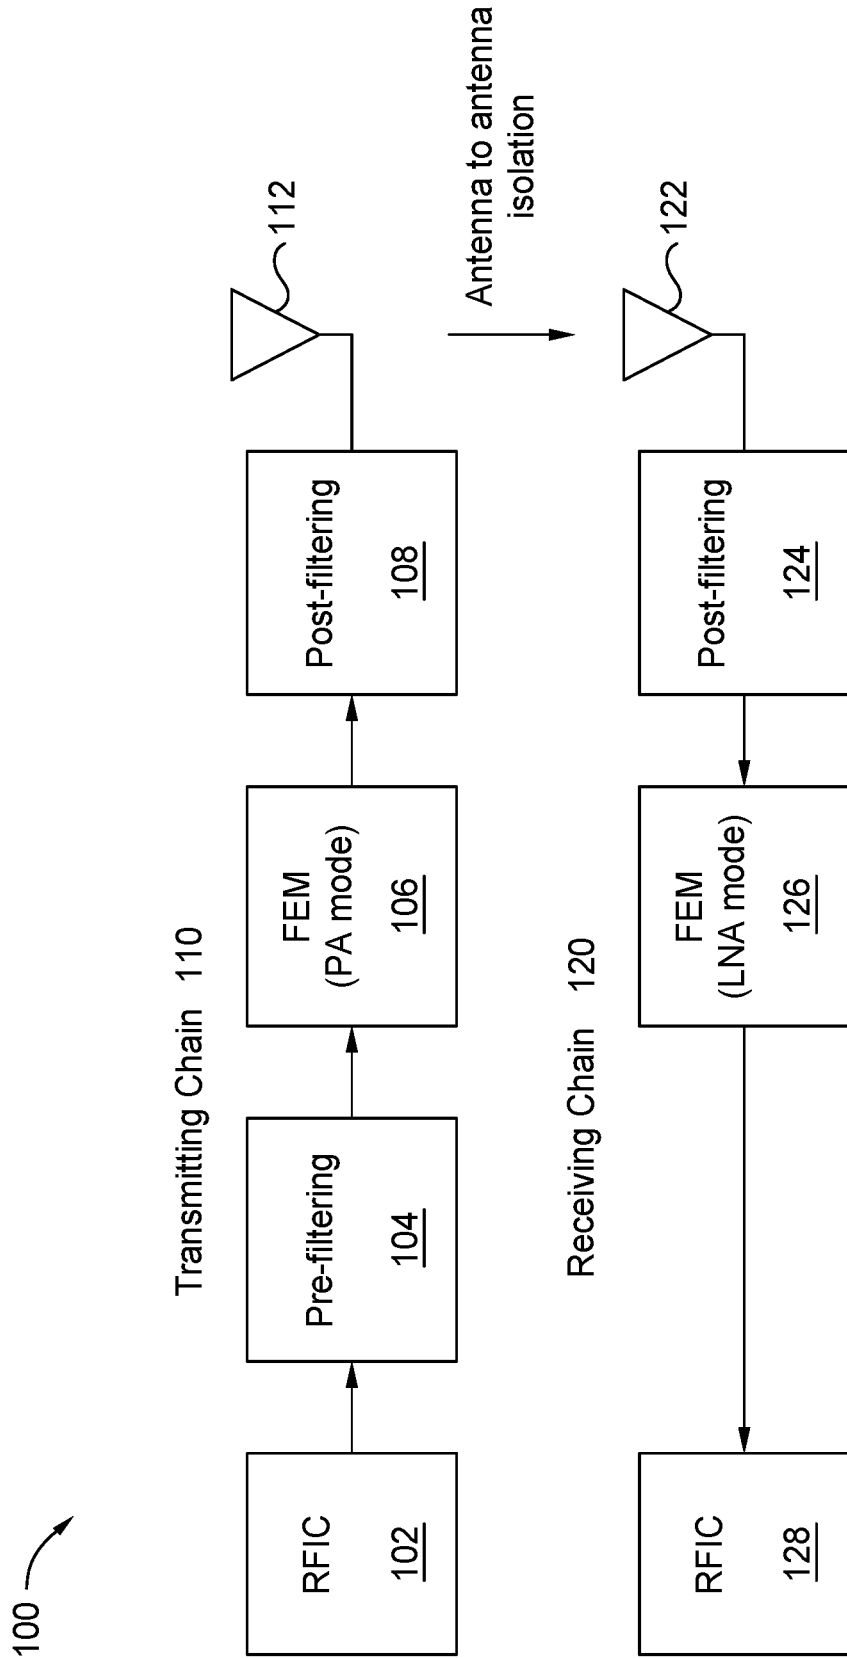 100
Transmitting Chain 110
RFIC
102
Pre-filtering
104
FEM
(PA mode)
106
Post-filtering
108
112
Antenna to antenna
isolation
Receiving Chain 120
RFIC
128
FEM
(LNA mode)
126
Post-filtering
124
122